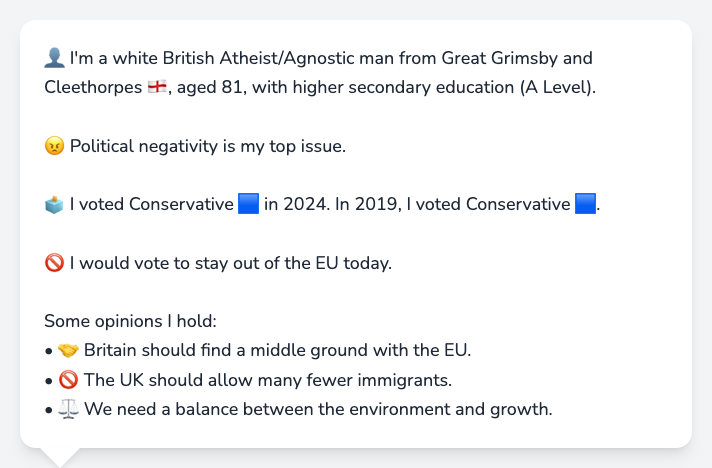 👤 I'm a white British Atheist/Agnostic man from Great Grimsby and
Cleethorpes 🏴󠁧󠁢󠁥󠁮󠁧󠁿, aged 81, with higher secondary education (A Level).
😠 Political negativity is my top issue.
🗳️ I voted Conservative 🟦 in 2024. In 2019, I voted Conservative 🟦.
🚫 I would vote to stay out of the EU today.
Some opinions I hold:
• 🤝 Britain should find a middle ground with the EU.
• 🚫 The UK should allow many fewer immigrants.
• ⚖️ We need a balance between the environment and growth.